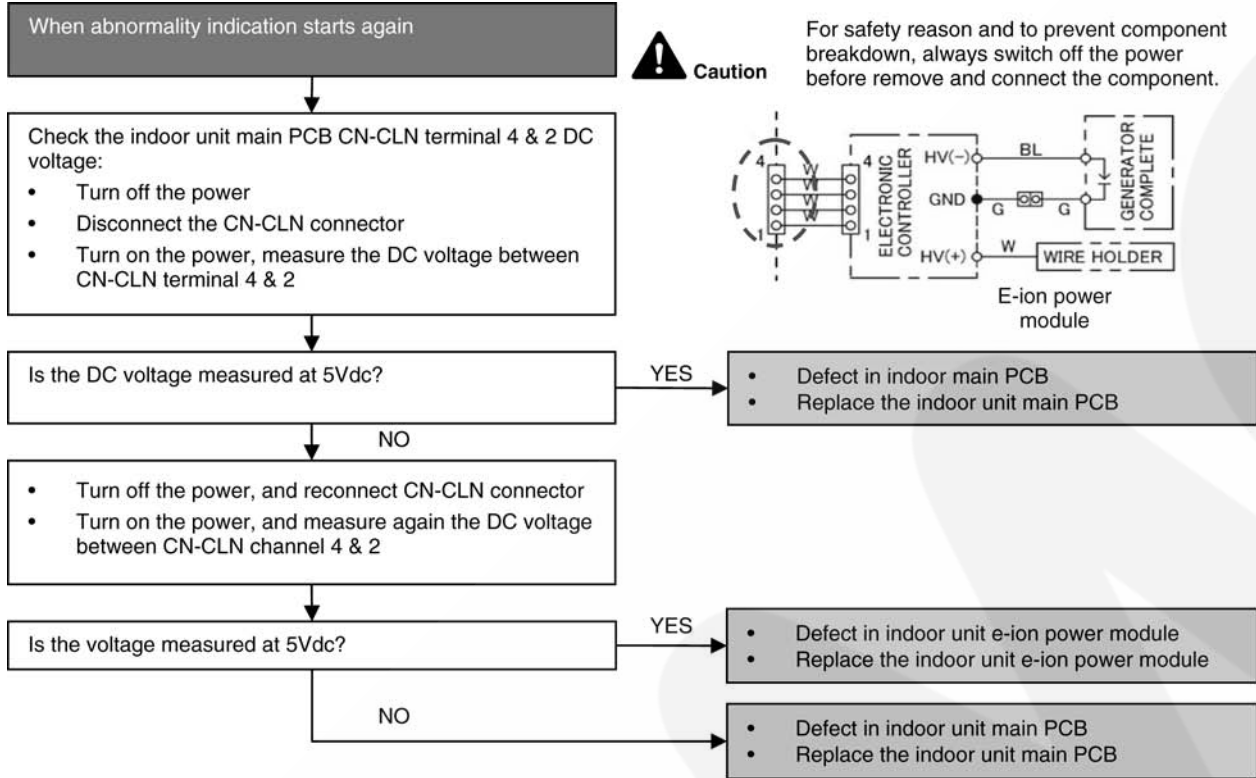 When abnormality indication starts again
Caution
For safety reason and to prevent component
breakdown, always switch off the power
before remove and connect the component.
Check the indoor unit main PCB CN-CLN terminal 4 & 2 DC
voltage:
• Turn off the power
• Disconnect the CN-CLN connector
• Turn on the power, measure the DC voltage between
CN-CLN terminal 4 & 2
4
1
W
W
W
W
4
1
ELECTRONIC
CONTROLLER
HV(-)
BL
GND
G
G
HV(+)
W
WIRE HOLDER
GENERATOR
COMPLETE
E-ion power
module
Is the DC voltage measured at 5Vdc?
YES
• Defect in indoor main PCB
• Replace the indoor unit main PCB
NO
• Turn off the power, and reconnect CN-CLN connector
• Turn on the power, and measure again the DC voltage
between CN-CLN channel 4 & 2
Is the voltage measured at 5Vdc?
YES
• Defect in indoor unit e-ion power module
• Replace the indoor unit e-ion power module
NO
• Defect in indoor unit main PCB
• Replace the indoor unit main PCB